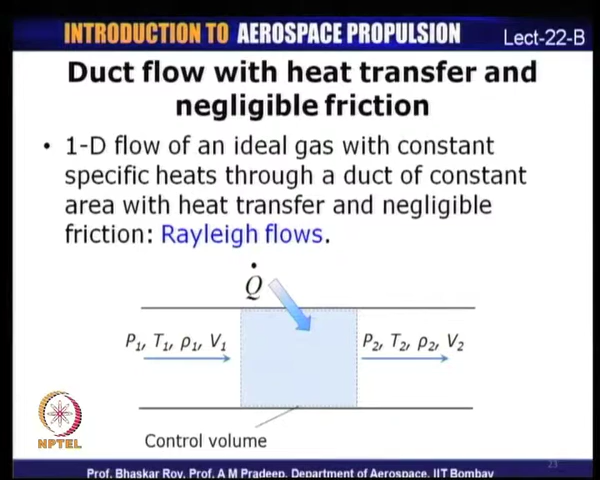 INTRODUCTION TO AEROSPACE PROPULSION
Lect-22-B
Duct flow with heat transfer and
negligible friction
• 1-D flow of an ideal gas with constant
specific heats through a duct of constant
area with heat transfer and negligible
friction: Rayleigh flows.
Q̇
P₁, T₁, ρ₁, V₁
P₂, T₂, ρ₂, V₂
Control volume
NPTEL
23
Prof. Bhaskar Roy, Prof. A M Pradeep, Department of Aerospace, IIT Bombay